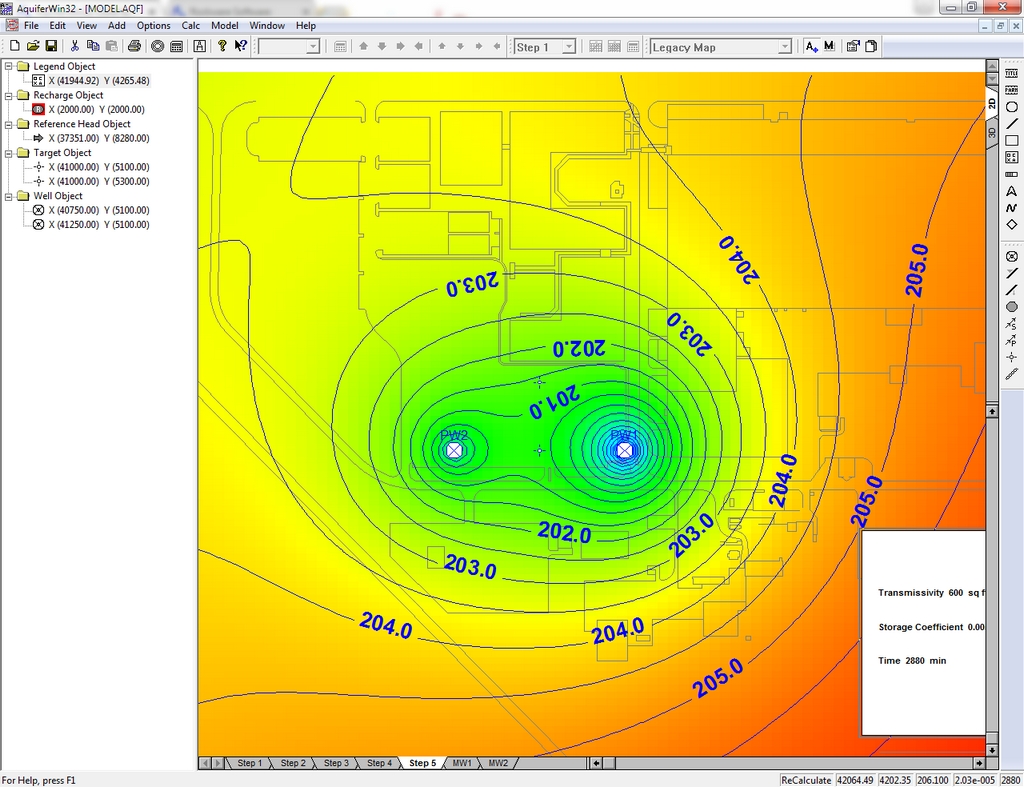 AquiferWin32 - [MODEL.AQF]
File Edit View Add Options Calc Model Window Help
Step 1
Legacy Map
Legend Object
X (41944.92) Y (4265.48)
Recharge Object
X (2000.00) Y (2000.00)
Reference Head Object
X (37351.00) Y (8280.00)
Target Object
X (41000.00) Y (5100.00)
X (41000.00) Y (5300.00)
Well Object
X (40750.00) Y (5100.00)
X (41250.00) Y (5100.00)
2D
3D
TITLE
PARM
204.0
205.0
203.0
203.0
202.0
201.0
PW2
PW1
204.0
205.0
202.0
203.0
203.0
204.0
204.0
205.0
Transmissivity 600 sq f
Storage Coefficient 0.00
Time 2880 min
Step 1 Step 2 Step 3 Step 4 Step 5 MW1 MW2
For Help, press F1
ReCalculate 42064.49 4202.35 206.100 2.03e-005 2880